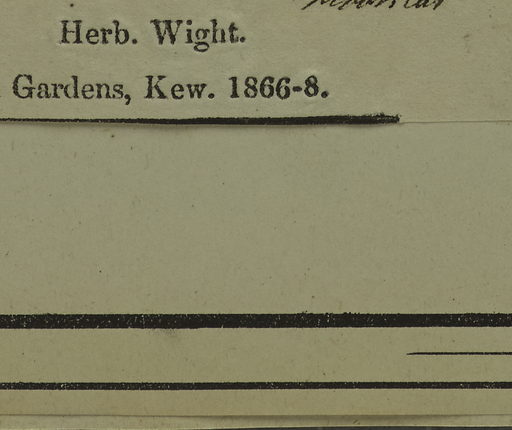 Herb. Wight.
Gardens, Kew. 1866-8.